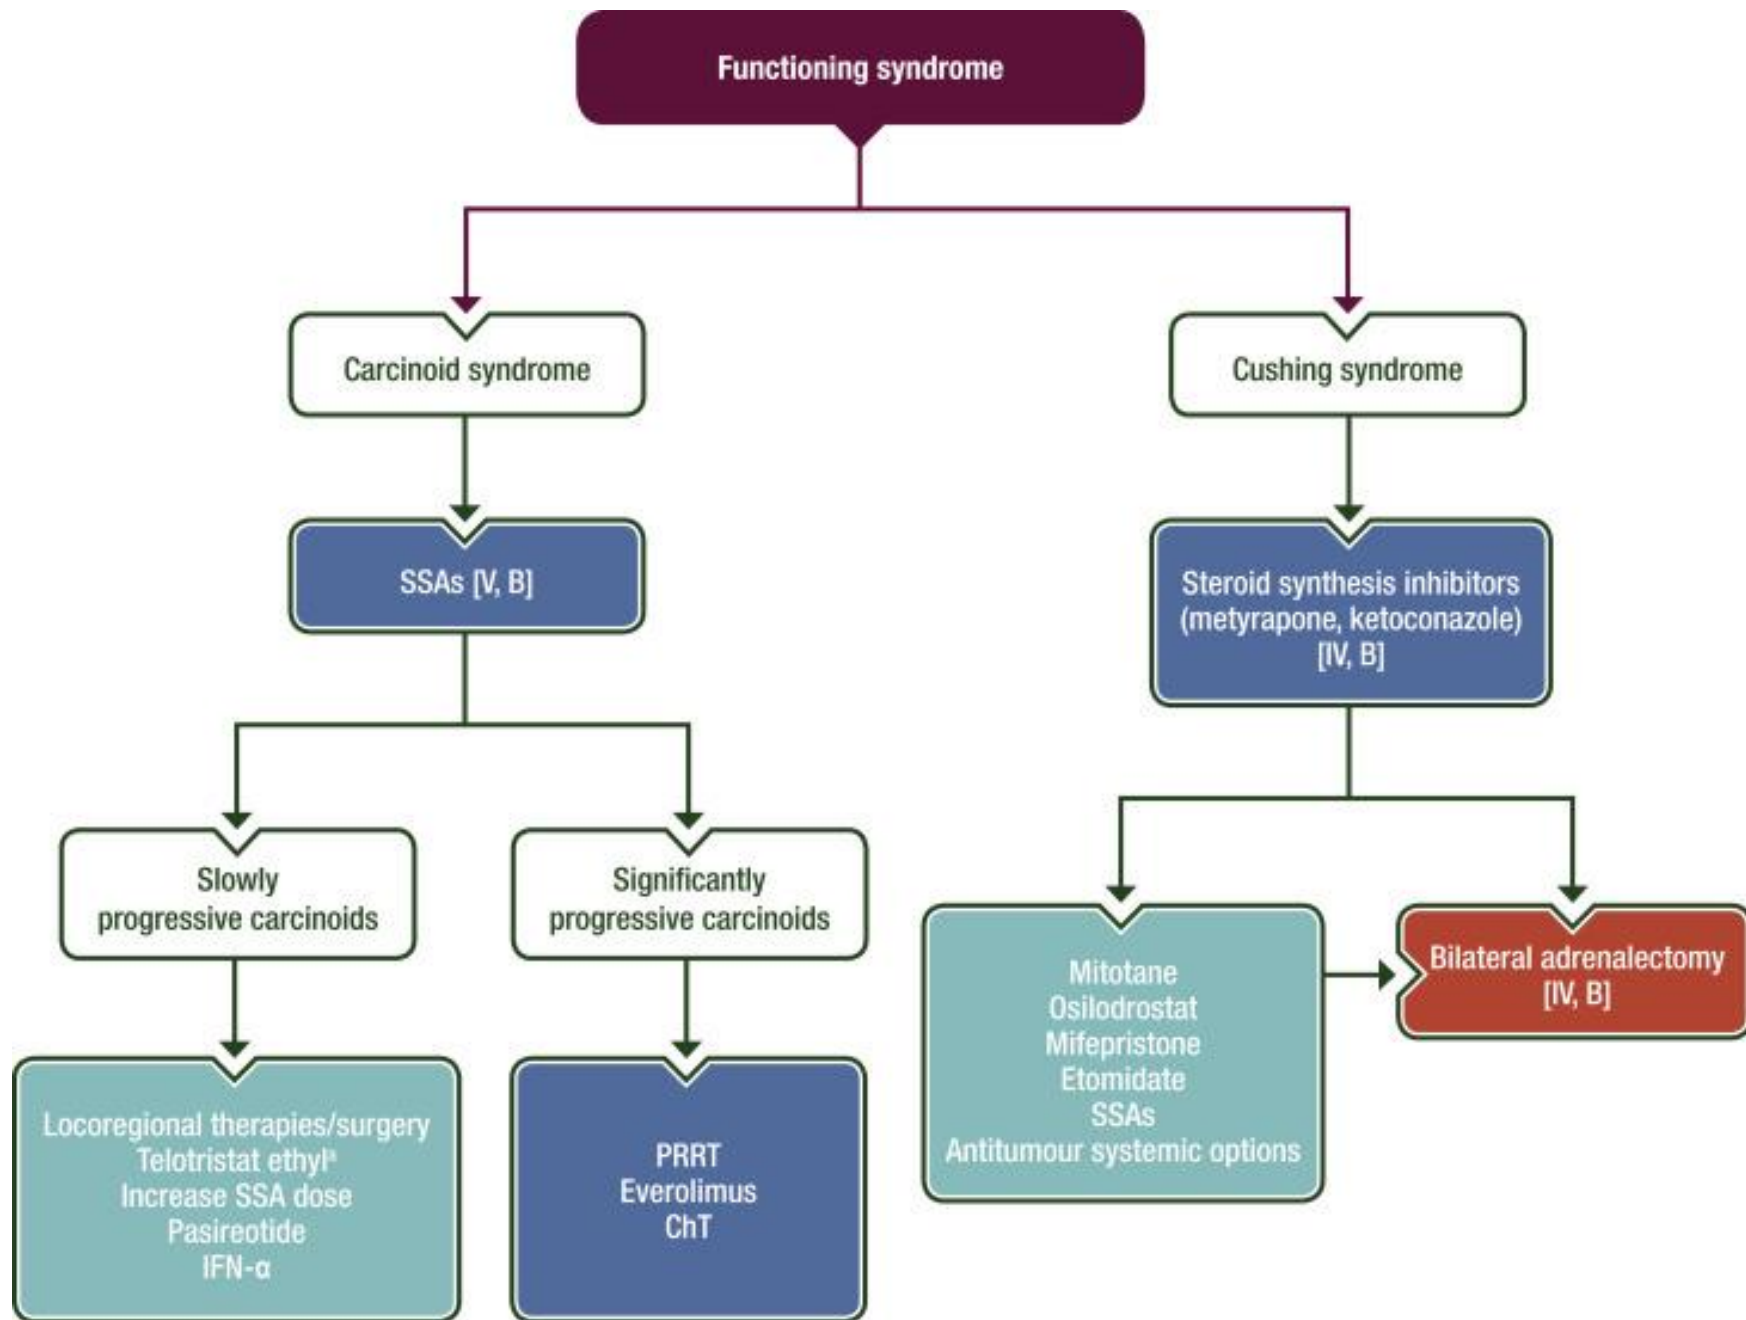 Functioning syndrome
Carcinoid syndrome
Cushing syndrome
SSAs [V, B]
Steroid synthesis inhibitors
(metyrapone, ketoconazole)
[IV, B]
Slowly
progressive carcinoids
Significantly
progressive carcinoids
Mitotane
Osilodrostat
Mifepristone
Etomidate
SSAs
Antitumour systemic options
Bilateral adrenalectomy
[IV, B]
Locoregional therapies/surgery
Telotristat ethylᵃ
Increase SSA dose
Pasireotide
IFN-α
PRRT
Everolimus
ChT